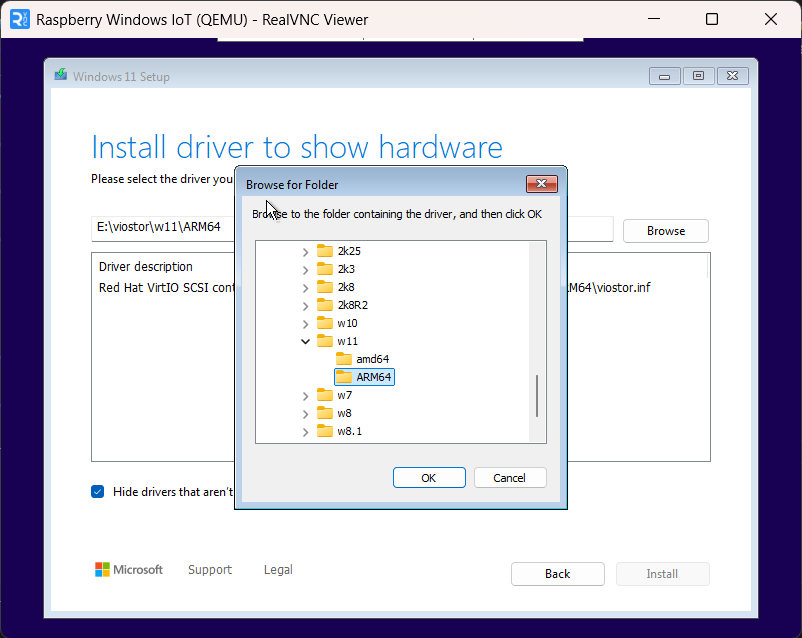 Raspberry Windows IoT (QEMU) - RealVNC Viewer
Windows 11 Setup
Install driver to show hardware
Please select the driver you
Browse for Folder
Browse to the folder containing the driver, and then click OK
E:\viostor\w11\ARM64
Browse
Driver description
Red Hat VirtIO SCSI cont
M64\viostor.inf
2k25
2k3
2k8
2k8R2
w10
w11
amd64
ARM64
w7
w8
w8.1
OK
Cancel
Hide drivers that aren't
Microsoft
Support
Legal
Back
Install